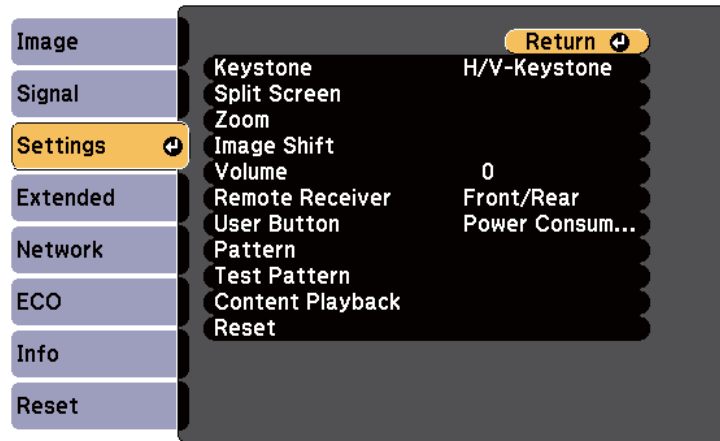 Image
Signal
Settings
Extended
Network
ECO
Info
Reset
Return
Keystone H/V-Keystone
Split Screen
Zoom
Image Shift
Volume 0
Remote Receiver Front/Rear
User Button Power Consum...
Pattern
Test Pattern
Content Playback
Reset